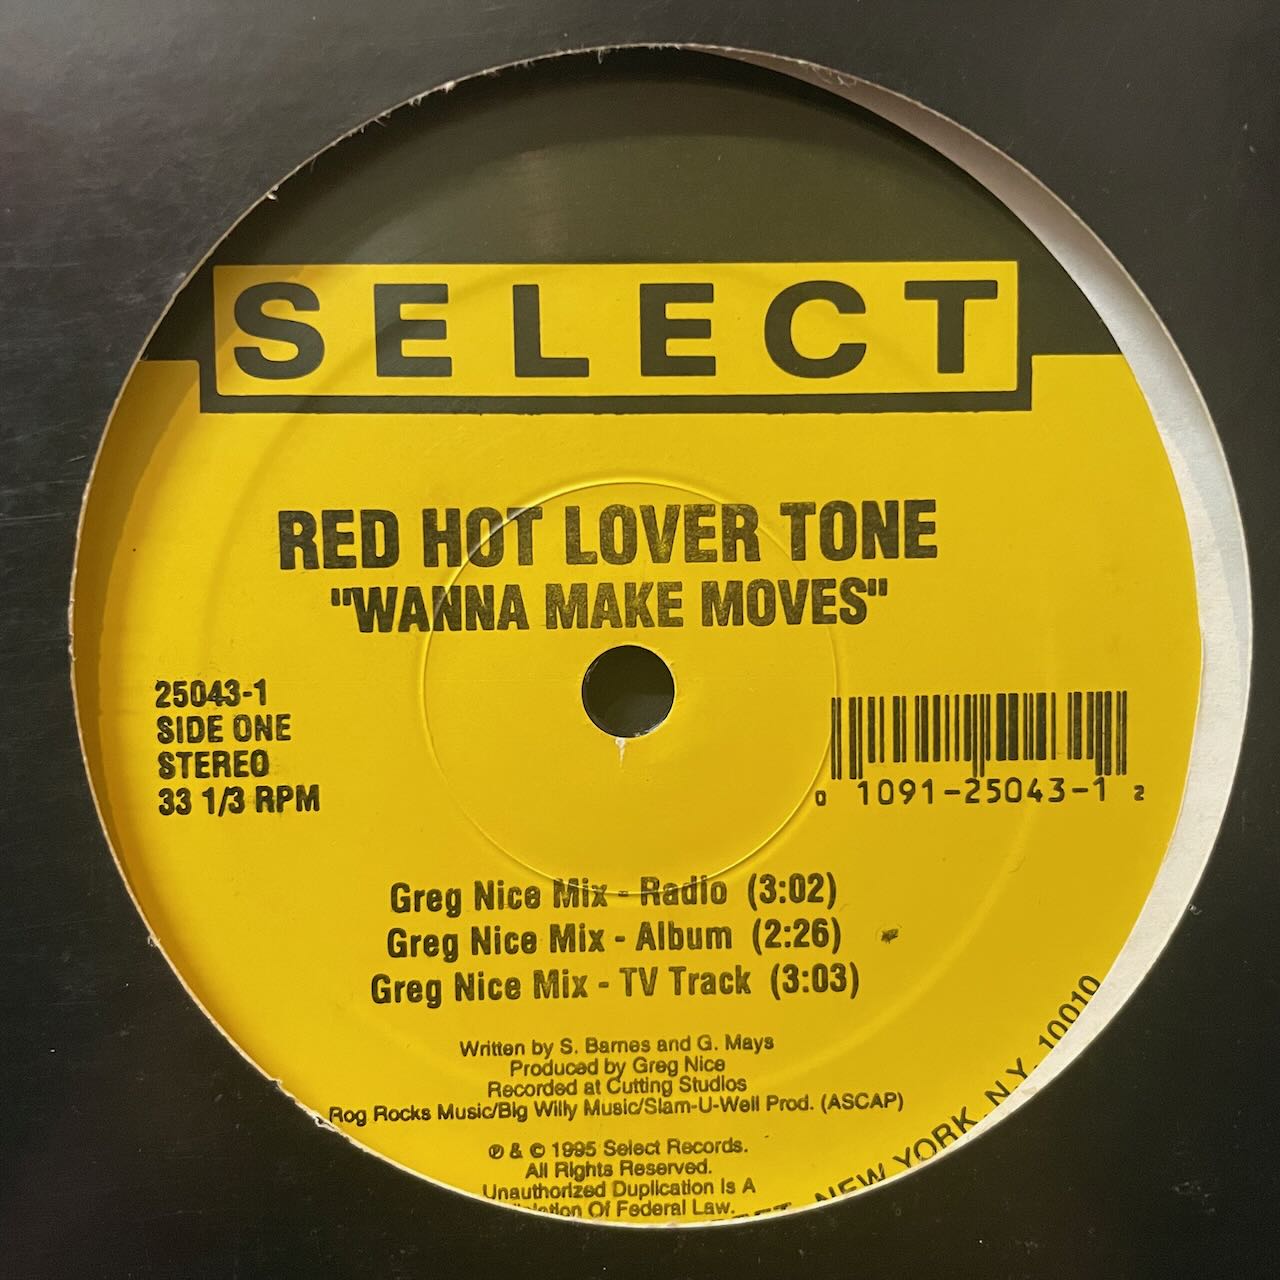 SELECT
RED HOT LOVER TONE
"WANNA MAKE MOVES"
25043-1
SIDE ONE
STEREO
33 1/3 RPM
0 1091-25043-1 2
Greg Nice Mix - Radio (3:02)
Greg Nice Mix - Album (2:26)
Greg Nice Mix - TV Track (3:03)
Written by S. Barnes and G. Mays
Produced by Greg Nice
Recorded at Cutting Studios
Rog Rocks Music/Big Willy Music/Slam-U-Well Prod. (ASCAP)
℗ & © 1995 Select Records.
All Rights Reserved.
Unauthorized Duplication Is A
Of Federal Law.
NEW YORK, N.Y. 10010